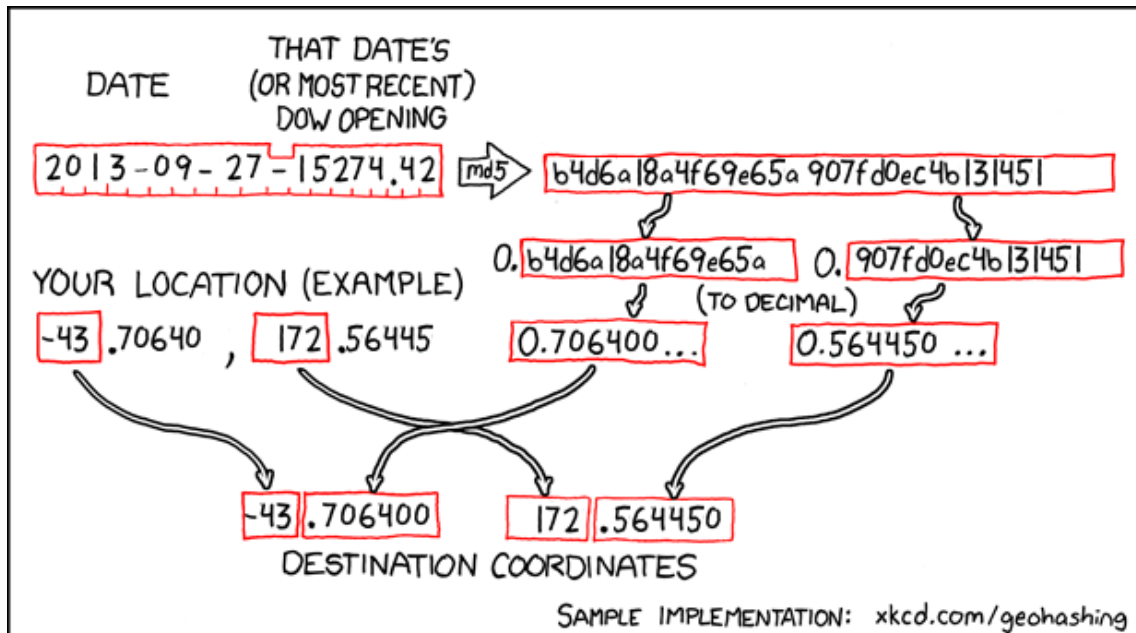 DATE
THAT DATE'S
(OR MOST RECENT)
DOW OPENING
2013-09-27-15274.42
md5
b4d6a18a4f69e65a907fd0ec4b131451
0.b4d6a18a4f69e65a
0.907fd0ec4b131451
(TO DECIMAL)
YOUR LOCATION (EXAMPLE)
-43.70640, 172.56445
0.706400...
0.564450...
-43.706400
172.564450
DESTINATION COORDINATES
SAMPLE IMPLEMENTATION: xkcd.com/geohashing